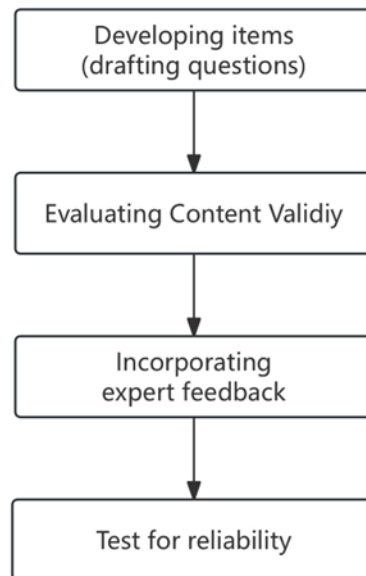 Developing items
(drafting questions)
Evaluating Content Validiy
Incorporating
expert feedback
Test for reliability